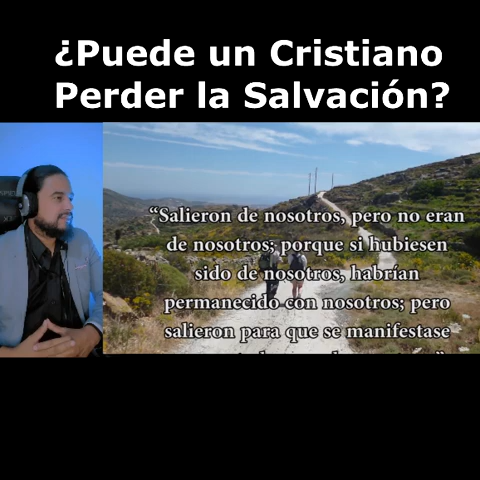 ¿Puede un Cristiano
Perder la Salvación?
“Salieron de nosotros, pero no eran
de nosotros; porque si hubiesen
sido de nosotros, habrían
permanecido con nosotros; pero
salieron para que se manifestase